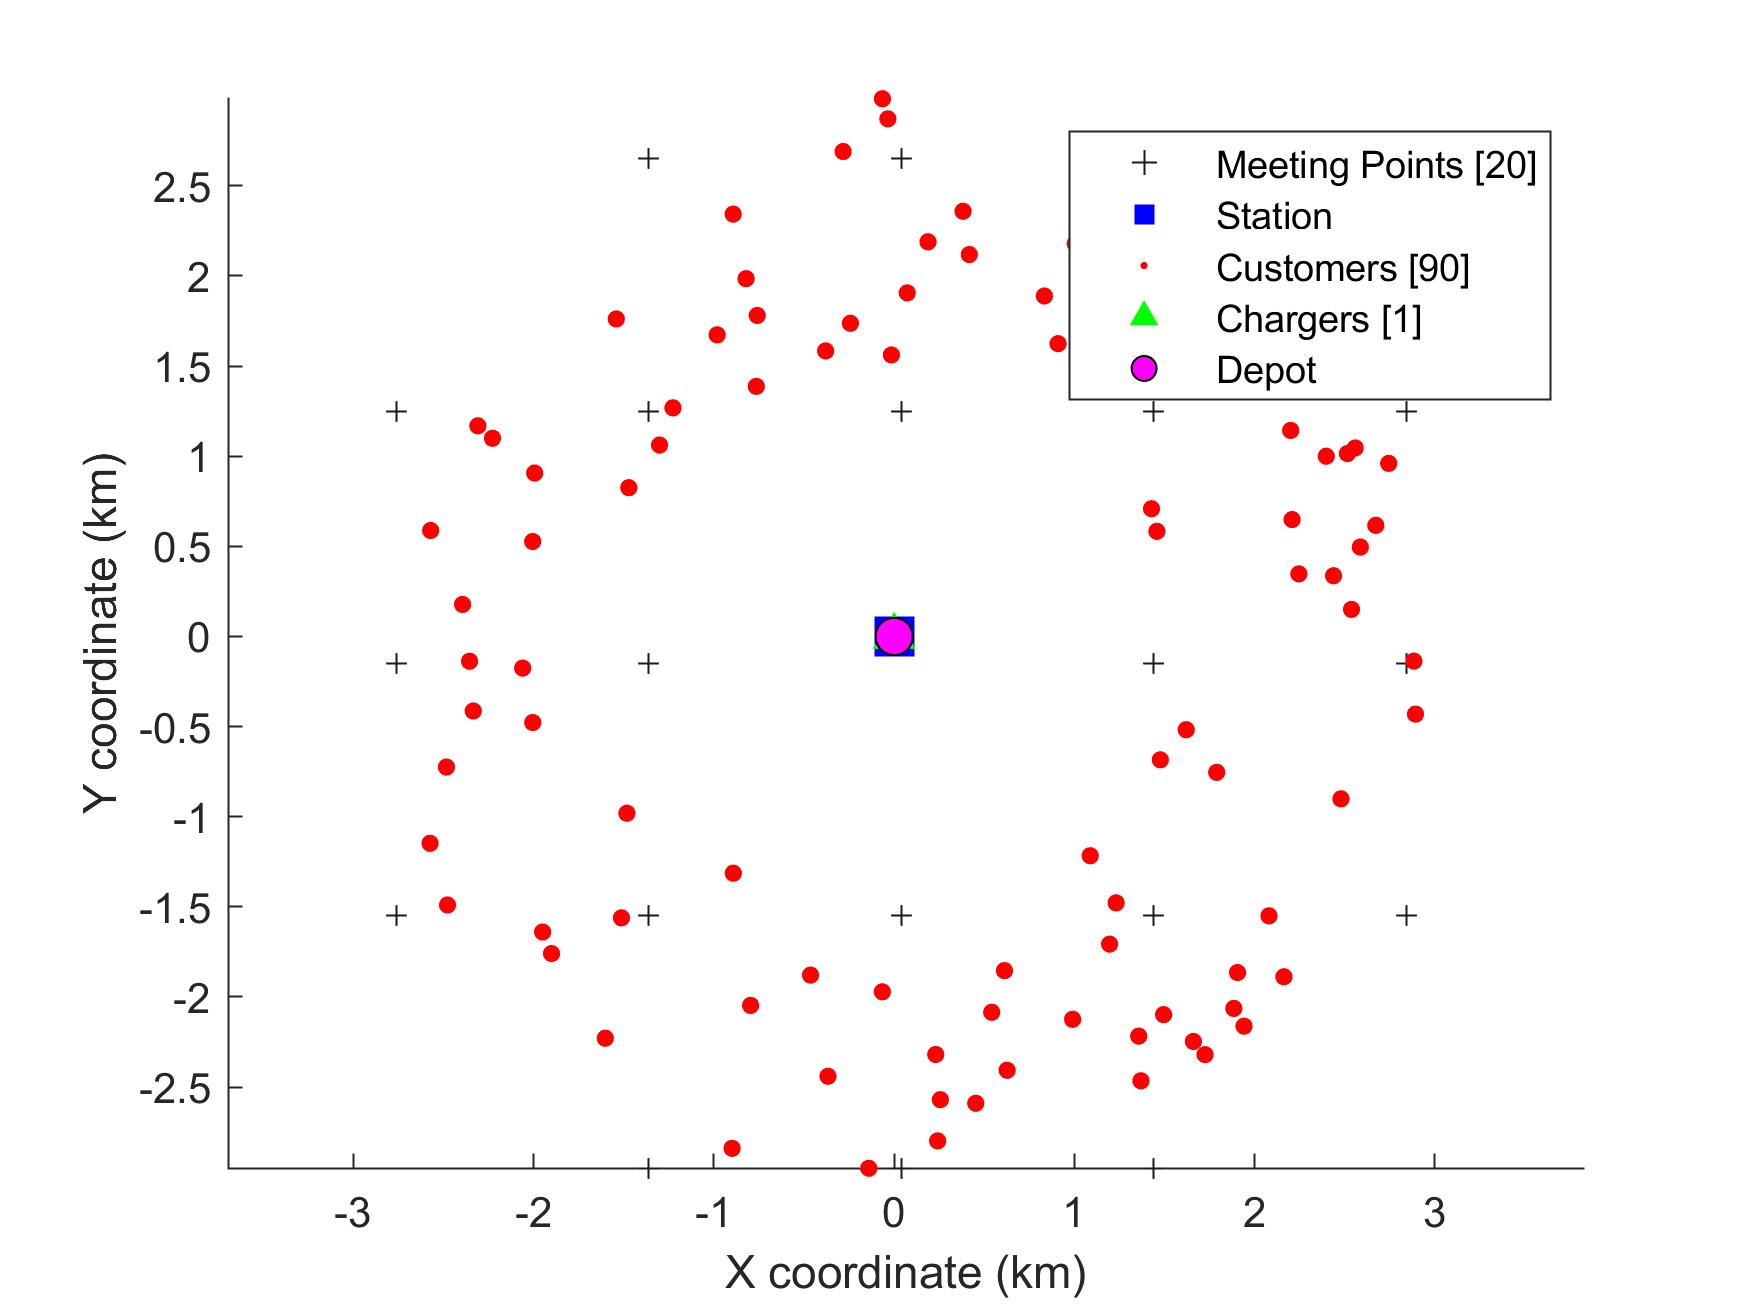 Meeting Points [20]
Station
Customers [90]
Chargers [1]
Depot
2.5
2
1.5
1
0.5
0
-0.5
-1
-1.5
-2
-2.5
Y coordinate (km)
-3 -2 -1 0 1 2 3
X coordinate (km)